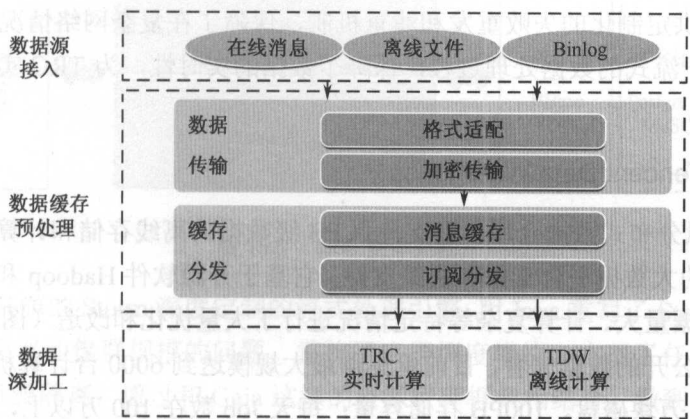 数据源
接入
在线消息
离线文件
Binlog
数据
传输
格式适配
加密传输
数据缓存
预处理
缓存
分发
消息缓存
订阅分发
数据
深加工
TRC
实时计算
TDW
离线计算